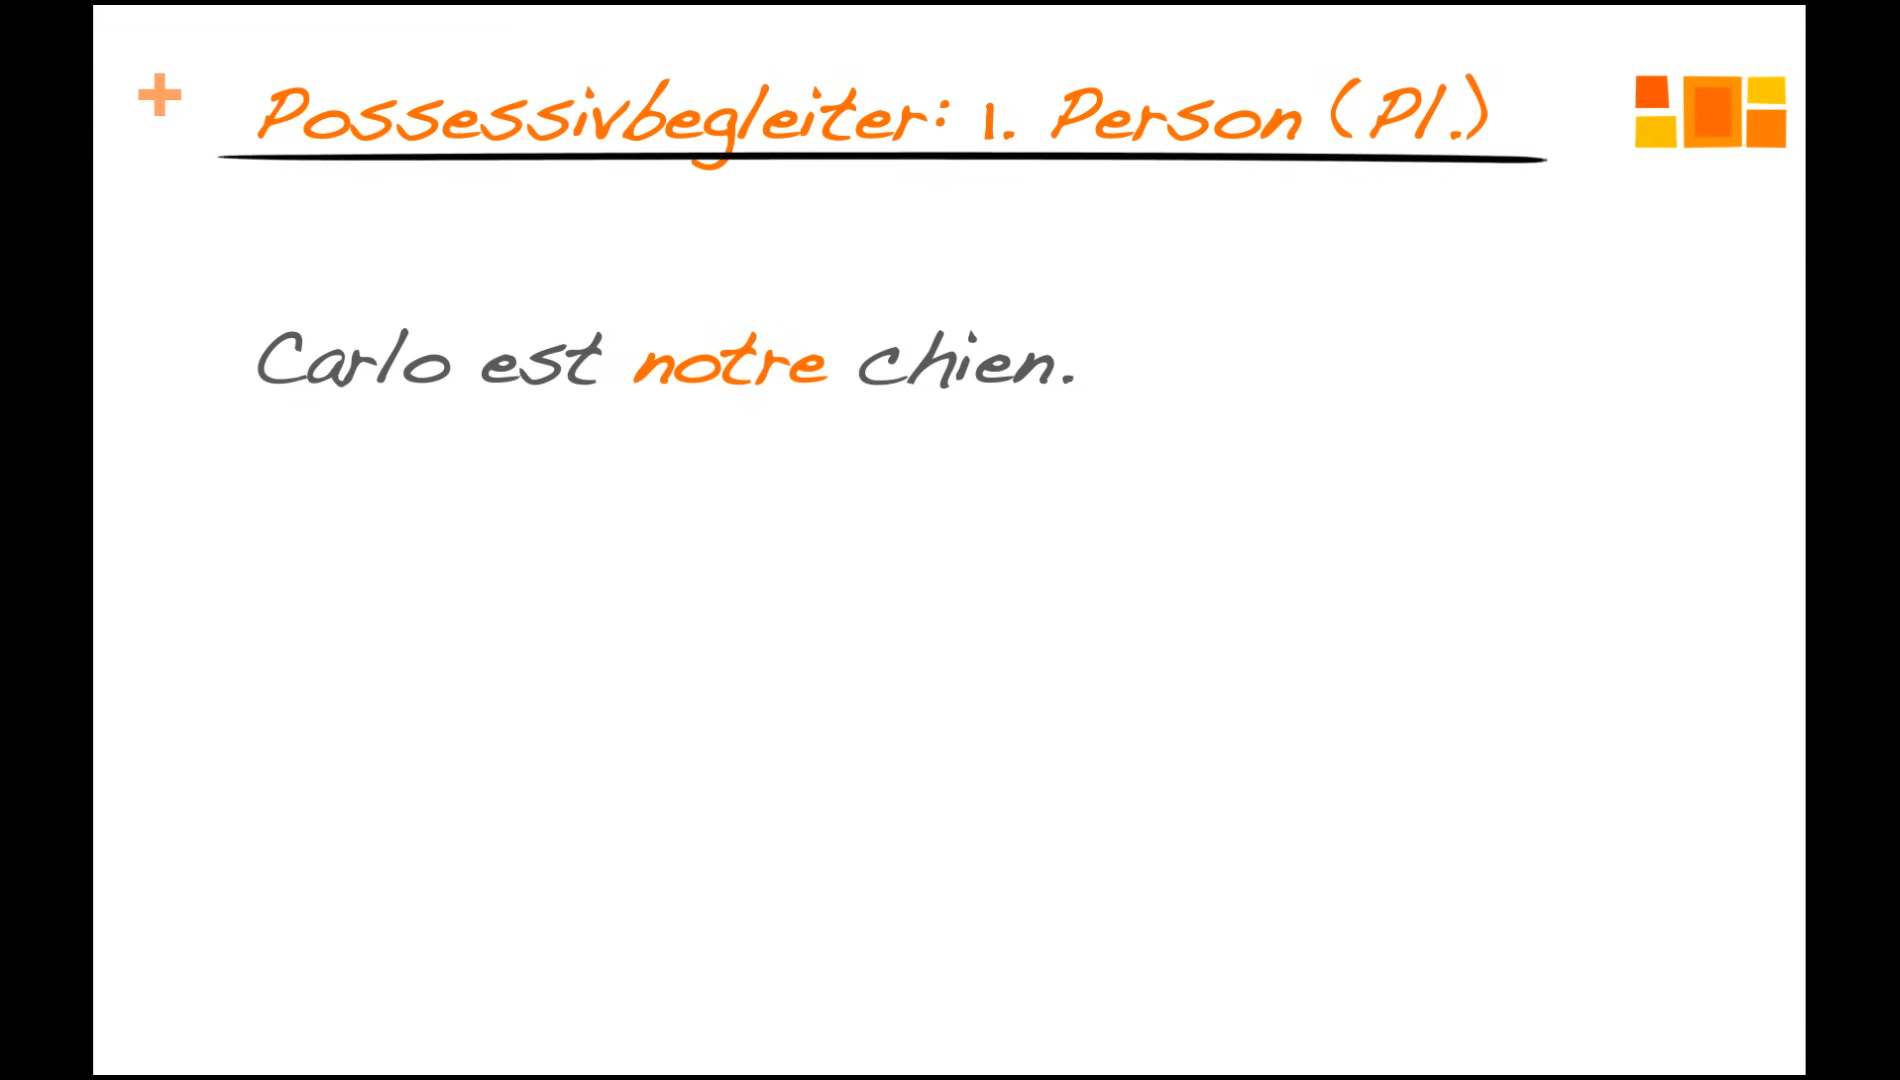 + Possessivbegleiter: 1. Person (Pl.)
Carlo est notre chien.